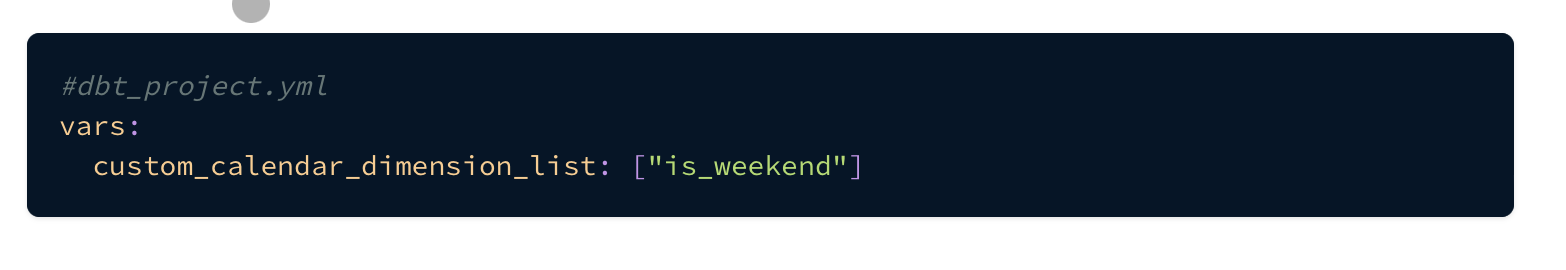 #dbt_project.yml
vars:
  custom_calendar_dimension_list: ["is_weekend"]